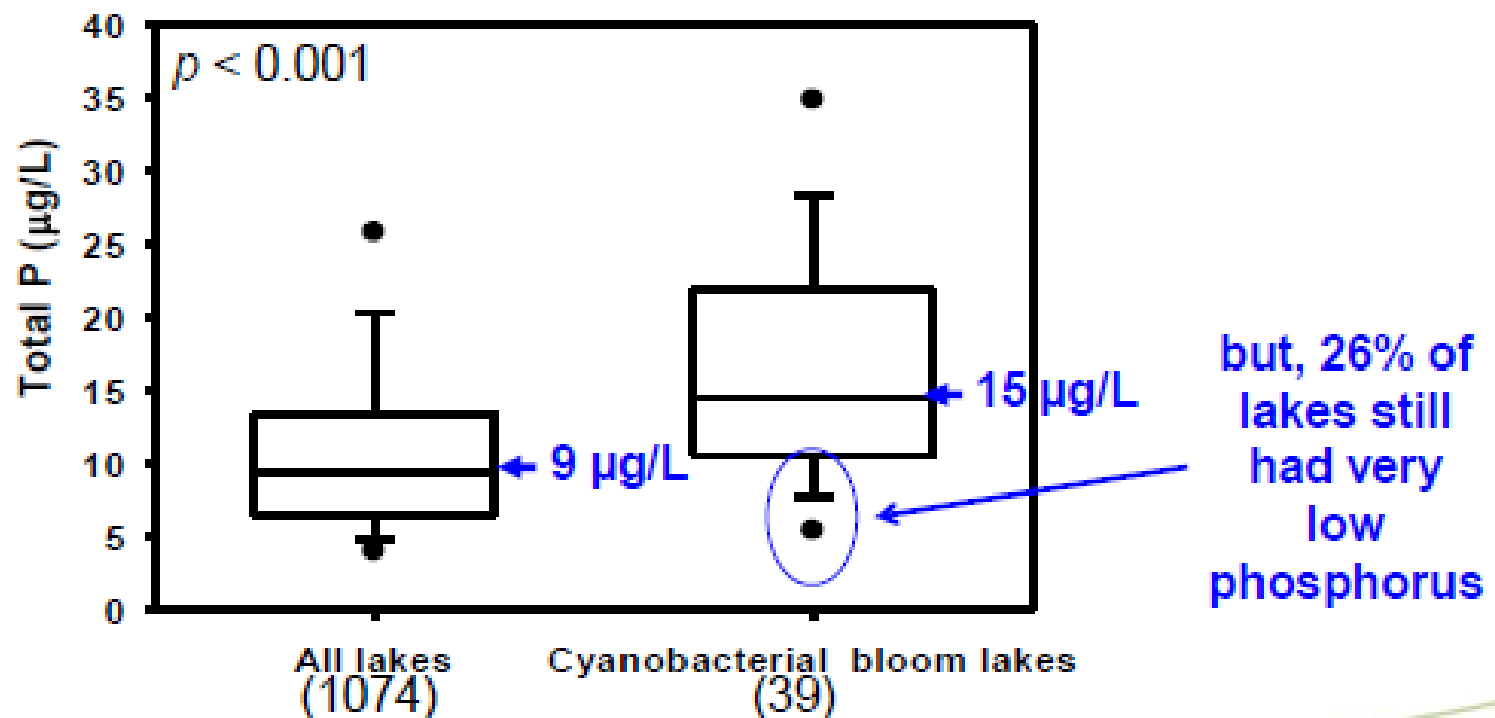 40
p < 0.001
35
30
25
20
15
10
5
0
Total P (µg/L)
9 µg/L
15 µg/L
but, 26% of
lakes still
had very
low
phosphorus
All lakes
(1074)
Cyanobacterial bloom lakes
(39)